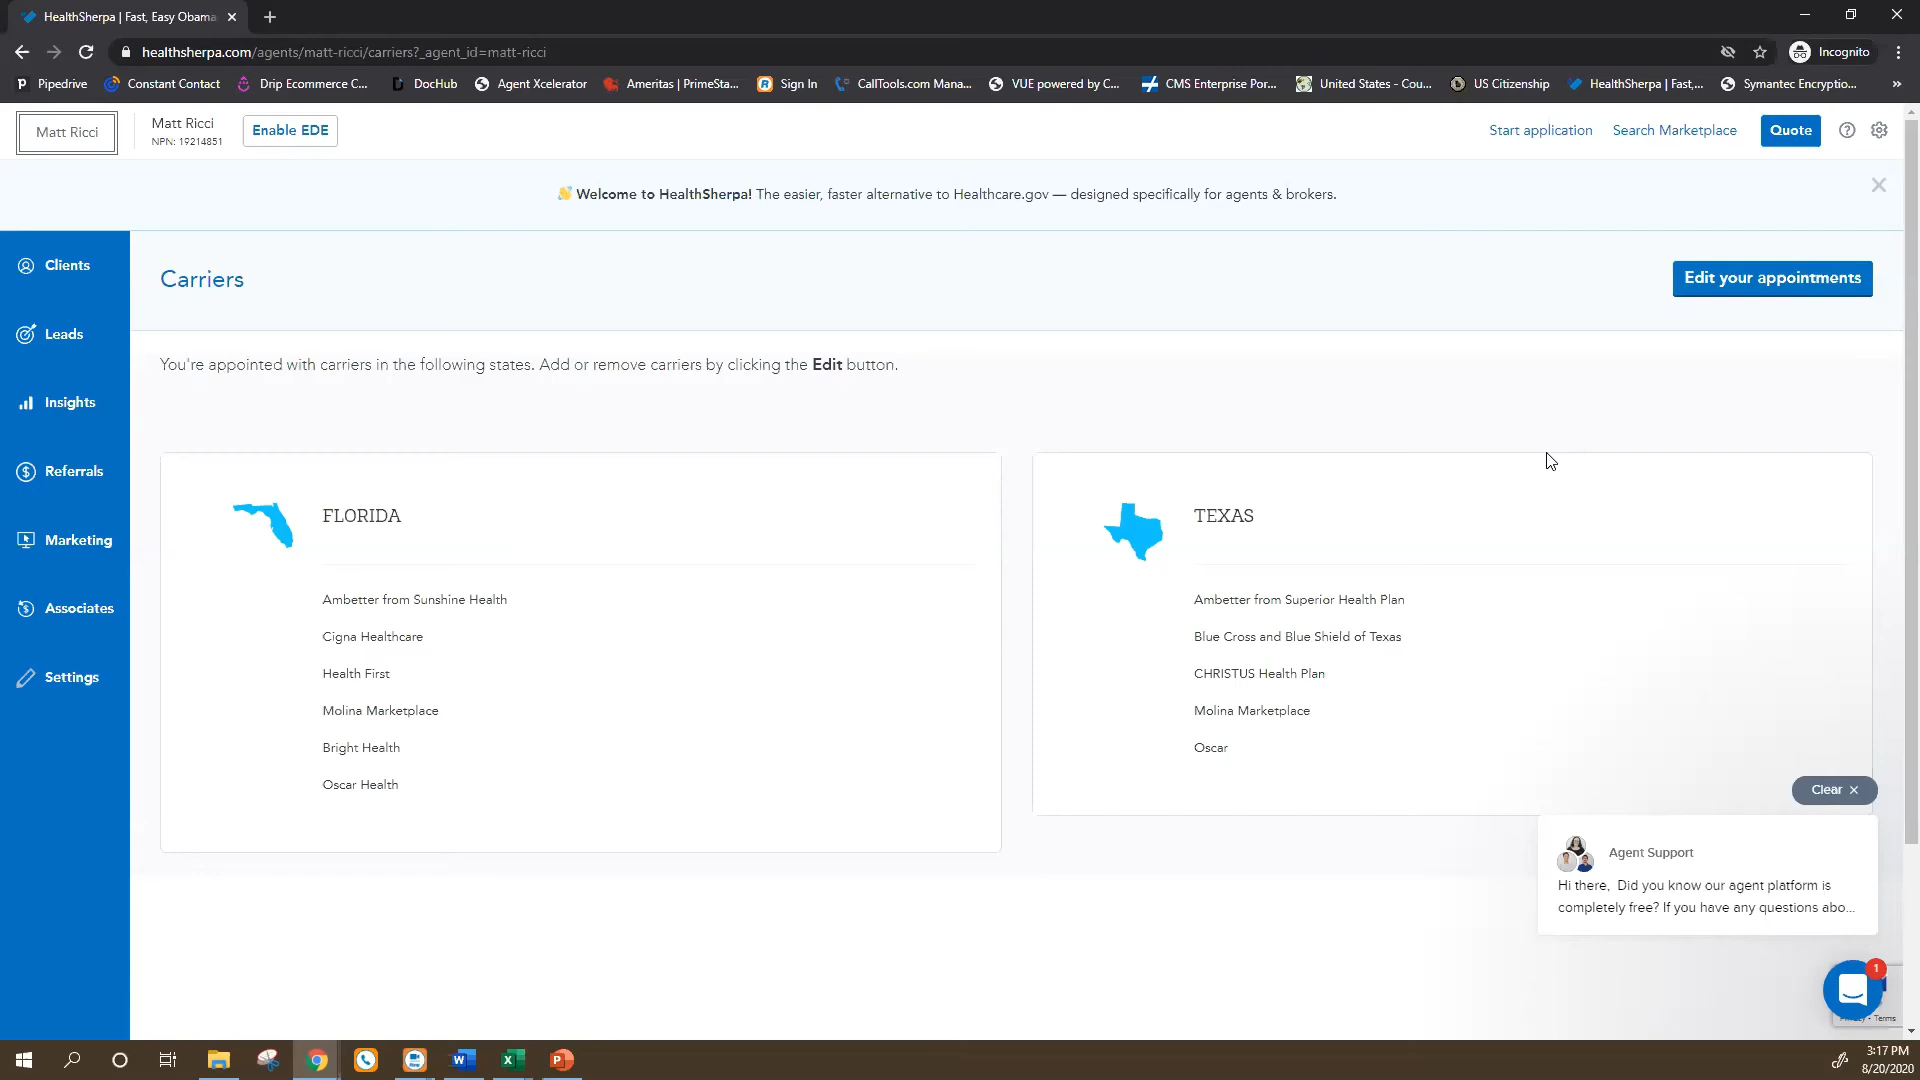 HealthSherpa | Fast, Easy Obama
healthsherpa.com/agents/matt-ricci/carriers?_agent_id=matt-ricci
Incognito
Pipedrive
Constant Contact
Drip Ecommerce C...
DocHub
Agent Xcelerator
Ameritas | PrimeSta...
Sign In
CallTools.com Mana...
VUE powered by C...
CMS Enterprise Por...
United States - Cou...
US Citizenship
HealthSherpa | Fast,...
Symantec Encryptio...
»
Matt Ricci
Matt Ricci
NPN: 19214851
Enable EDE
Start application
Search Marketplace
Quote
👋 Welcome to HealthSherpa! The easier, faster alternative to Healthcare.gov — designed specifically for agents & brokers.
Clients
Leads
Insights
Referrals
Marketing
Associates
Settings
Carriers
Edit your appointments
You're appointed with carriers in the following states. Add or remove carriers by clicking the Edit button.
FLORIDA
Ambetter from Sunshine Health
Cigna Healthcare
Health First
Molina Marketplace
Bright Health
Oscar Health
TEXAS
Ambetter from Superior Health Plan
Blue Cross and Blue Shield of Texas
CHRISTUS Health Plan
Molina Marketplace
Oscar
Clear ×
Agent Support
Hi there, Did you know our agent platform is
completely free? If you have any questions abo...
1
Privacy - Terms
3:17 PM
8/20/2020